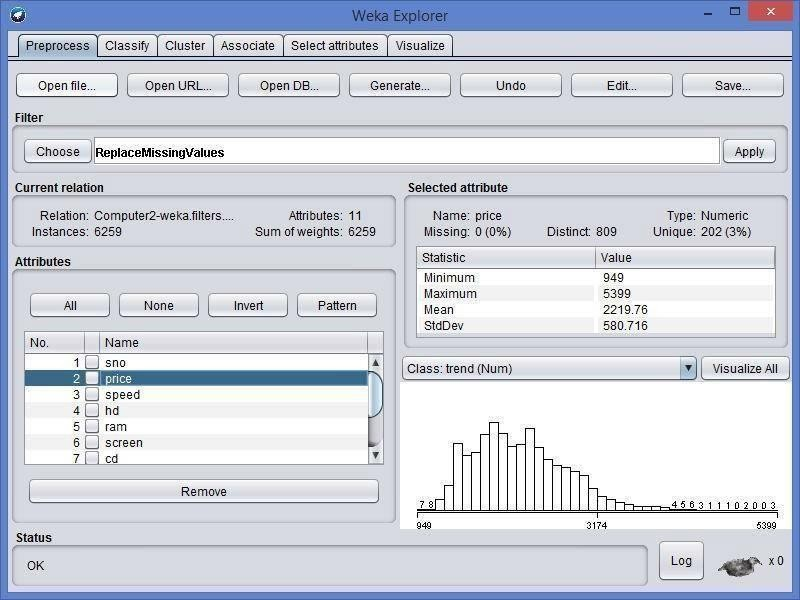 Weka Explorer
Preprocess Classify Cluster Associate Select attributes Visualize
Open file... Open URL... Open DB... Generate... Undo Edit... Save...
Filter
Choose ReplaceMissingValues Apply
Current relation
Relation: Computer2-weka.filters....
Attributes: 11
Instances: 6259
Sum of weights: 6259
Attributes
All None Invert Pattern
No. Name
1 sno
2 price
3 speed
4 hd
5 ram
6 screen
7 cd
Remove
Selected attribute
Name: price
Type: Numeric
Missing: 0 (0%)
Distinct: 809
Unique: 202 (3%)
Statistic Value
Minimum 949
Maximum 5399
Mean 2219.76
StdDev 580.716
Class: trend (Num) Visualize All
7 8 4 5 6 3 1 1 1 0 2 0 0 3
949 3174 5399
Status
OK
Log x 0